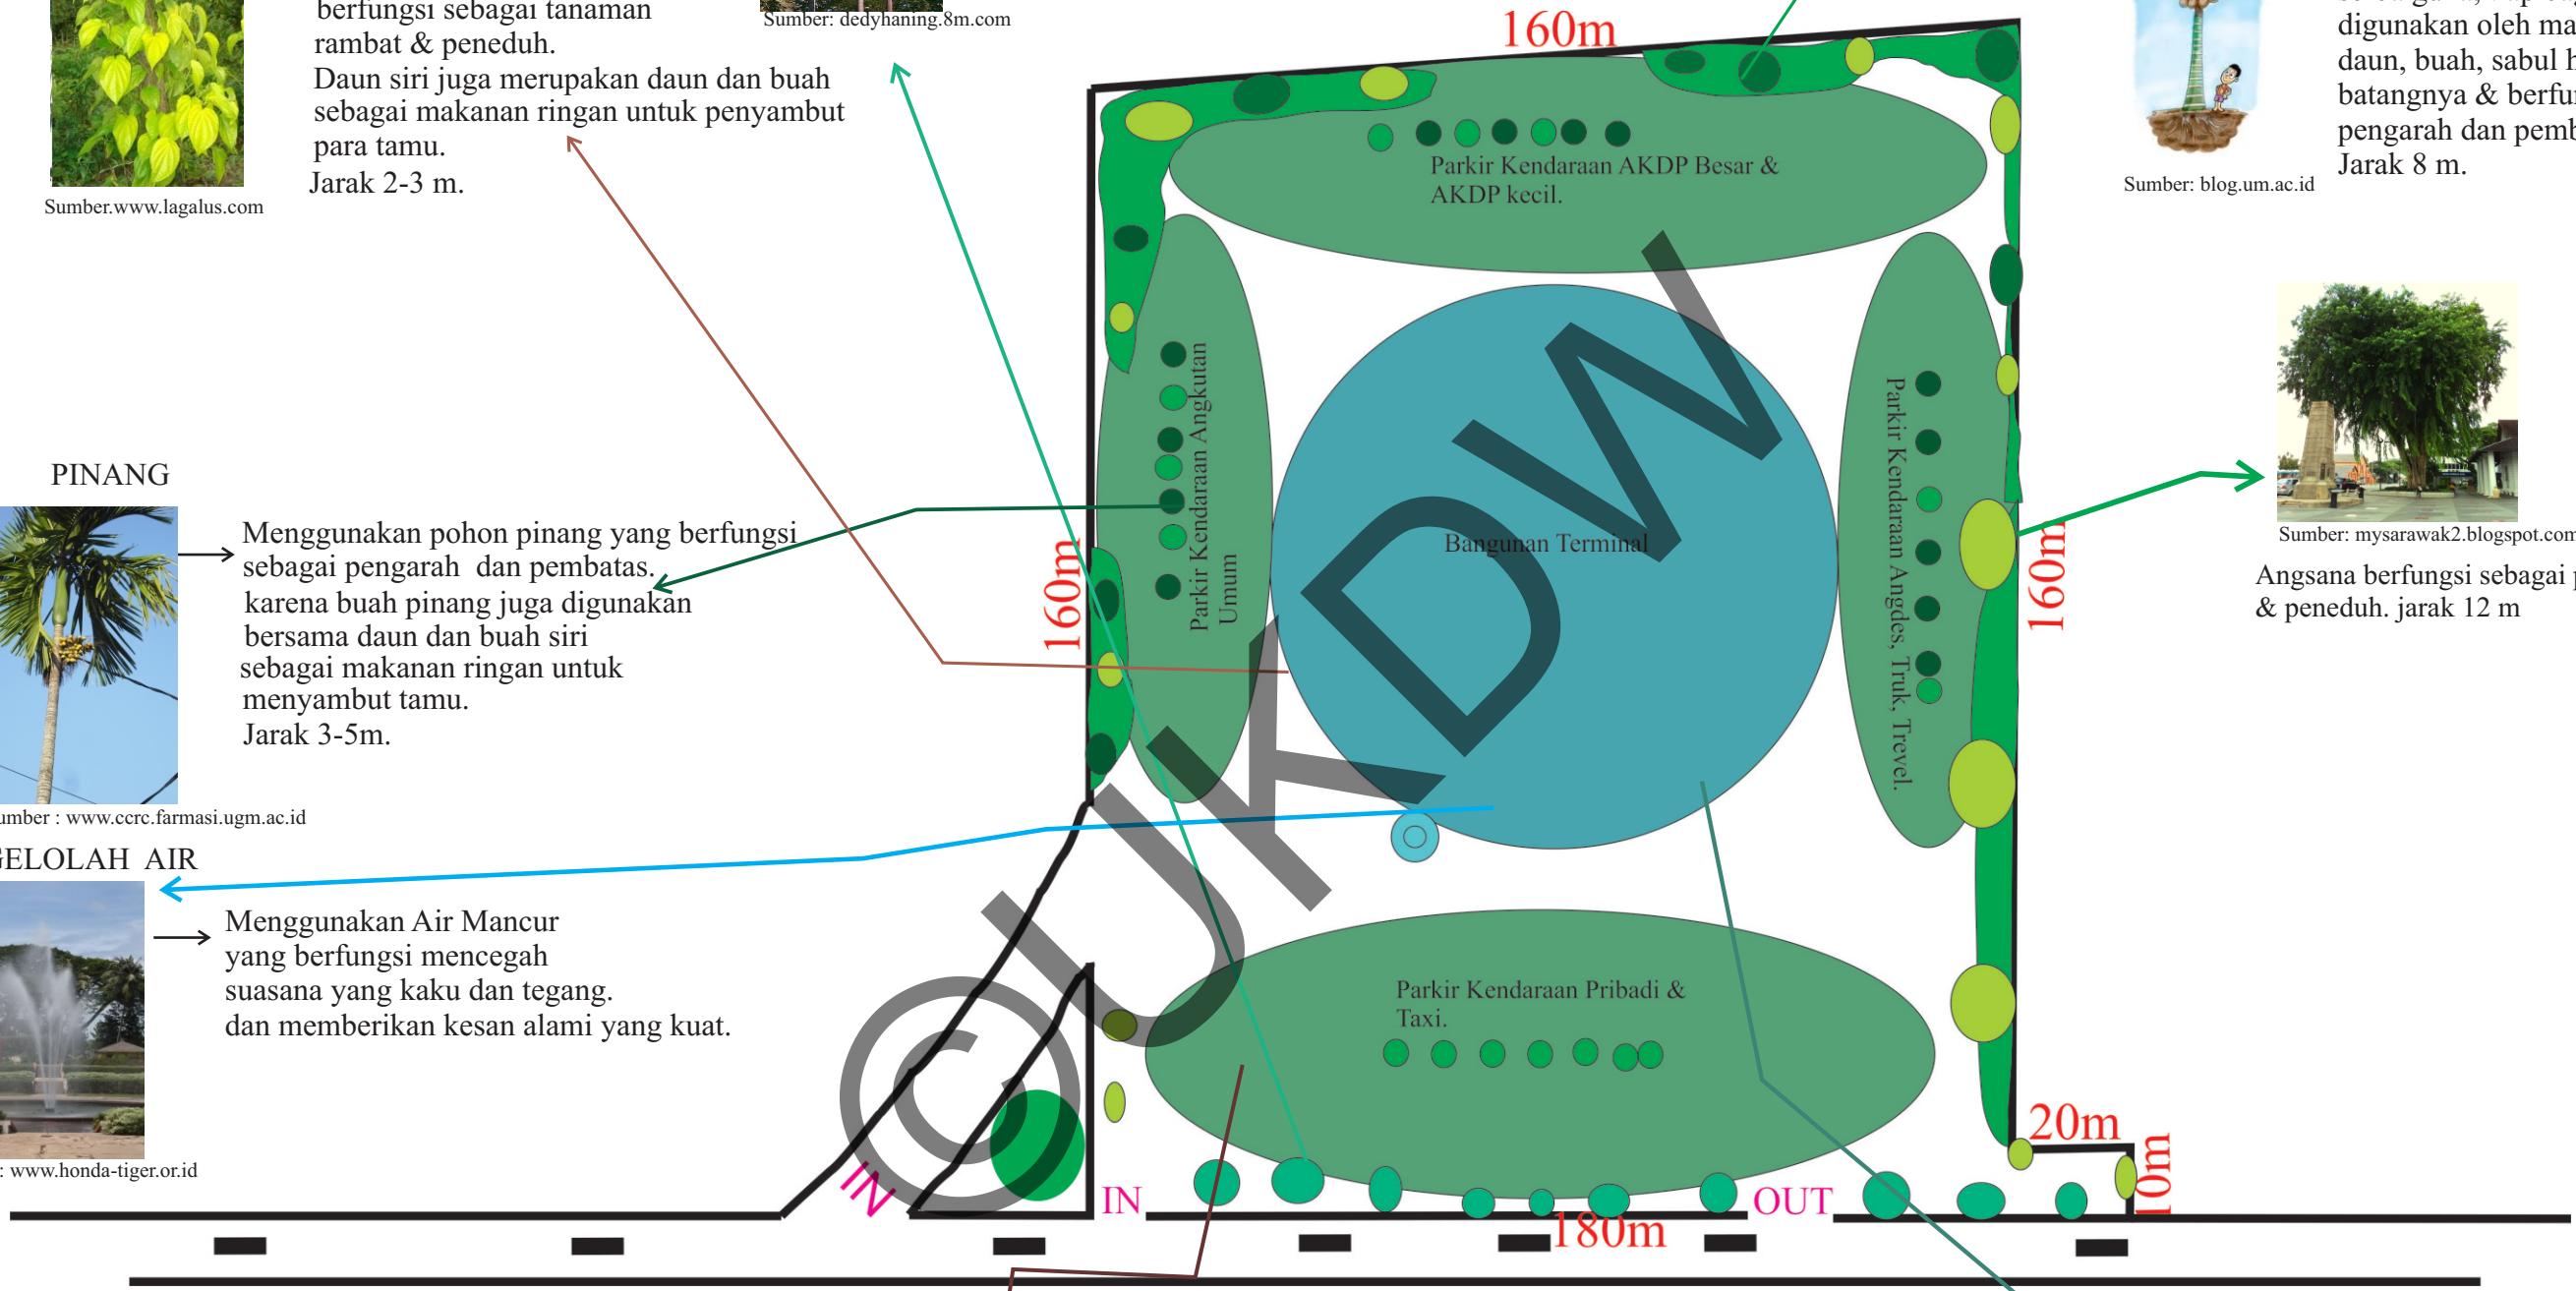 berfungsi sebagai tanaman
rambat & peneduh.
Daun siri juga merupakan daun dan buah
sebagai makanan ringan untuk penyambut
para tamu.
Jarak 2-3 m.
Sumber.www.lagalus.com
Sumber: dedyhaning.8m.com
160m
digunakan oleh
daun, buah, sabul
batangnya &
pengarah dan
Jarak 8 m.
Sumber: blog.um.ac.id
Parkir Kendaraan AKDP Besar &
AKDP kecil.
Parkir Kendaraan Angkutan
Umum
Parkir Kendaraan Angdes, Truk, Trevel.
Bangunan Terminal
160m
160m
Sumber: mysarawak2.blogspot.com
Angsana berfungsi sebagai
& peneduh. jarak 12 m
PINANG
Menggunakan pohon pinang yang berfungsi
sebagai pengarah dan pembatas.
karena buah pinang juga digunakan
bersama daun dan buah siri
sebagai makanan ringan untuk
menyambut tamu.
Jarak 3-5m.
: www.ccrc.farmasi.ugm.ac.id
AIR
Menggunakan Air Mancur
yang berfungsi mencegah
suasana yang kaku dan tegang.
dan memberikan kesan alami yang kuat.
: www.honda-tiger.or.id
Parkir Kendaraan Pribadi &
Taxi.
IN
IN
OUT
20m
10m
180m
©UKDW